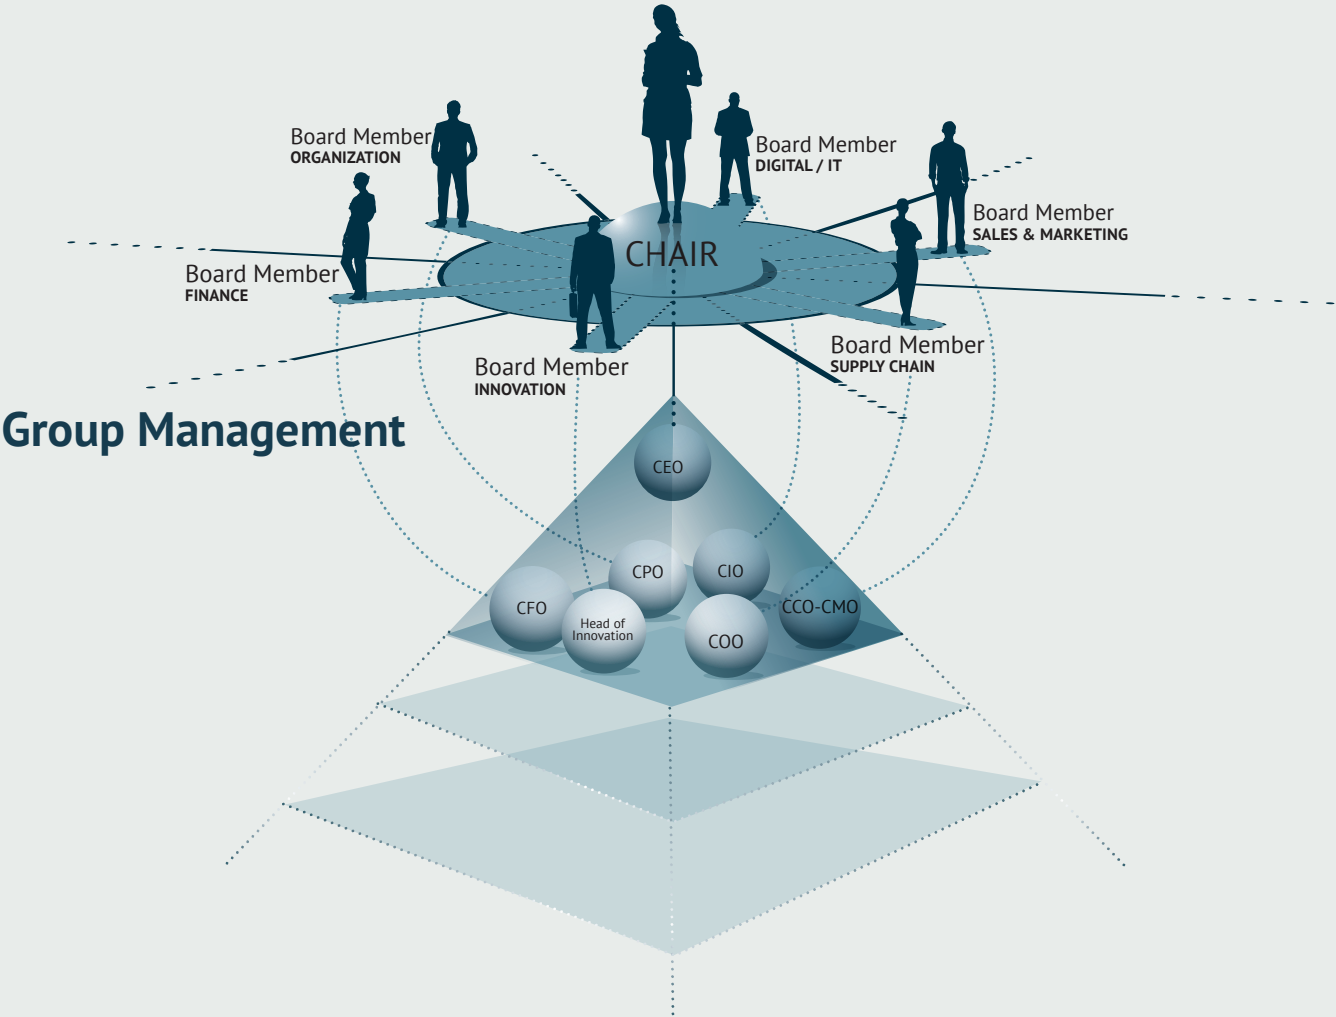 Board Member
ORGANIZATION
Board Member
DIGITAL / IT
Board Member
SALES & MARKETING
CHAIR
Board Member
FINANCE
Board Member
SUPPLY CHAIN
Board Member
INNOVATION
Group Management
CEO
CPO
CIO
CFO
CCO-CMO
Head of
Innovation
COO